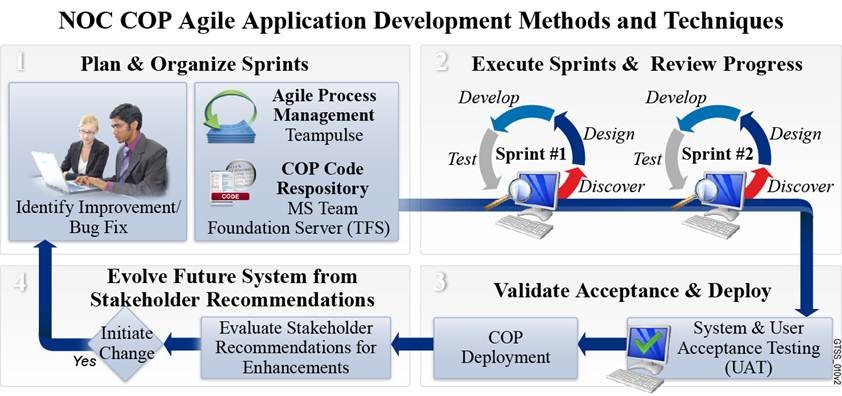 NOC COP Agile Application Development Methods and Techniques
1
Plan & Organize Sprints
Identify Improvement/
Bug Fix
Agile Process
Management
Teampulse
COP Code
Respository
MS Team
Foundation Server (TFS)
CODE
2
Execute Sprints & Review Progress
Develop
Design
Test
Sprint #1
Discover
Develop
Design
Test
Sprint #2
Discover
3
Validate Acceptance & Deploy
System & User
Acceptance Testing
(UAT)
COP
Deployment
4
Evolve Future System from
Stakeholder Recommendations
Evaluate Stakeholder
Recommendations for
Enhancements
Initiate
Change
Yes
GTSS_010v2